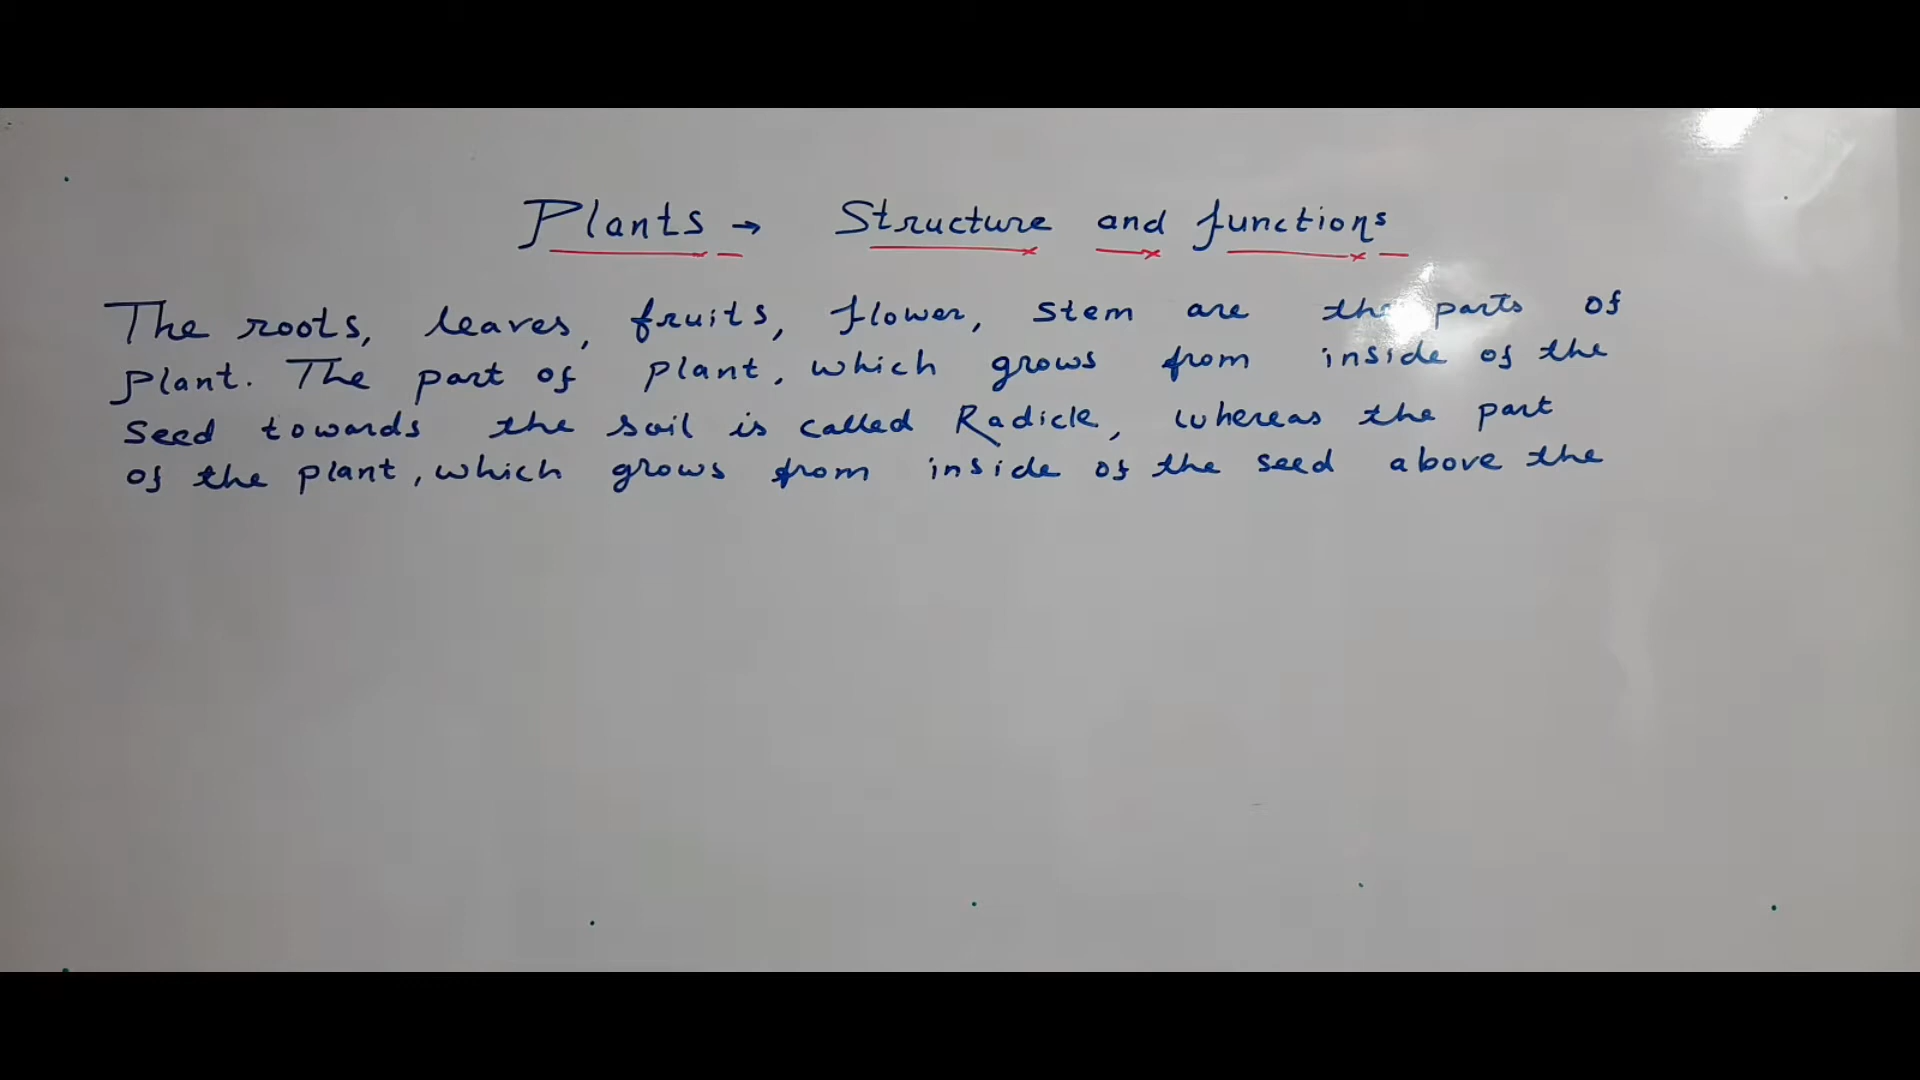 Plants → Structure and functions
The roots, leaves, fruits, flower, stem are the parts of
plant. The part of plant, which grows from inside of the
seed towards the soil is called Radicle, whereas the part
of the plant, which grows from inside of the seed above the